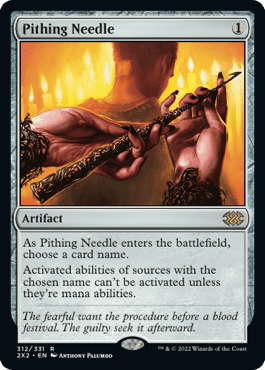 Pithing Needle 1
Artifact
As Pithing Needle enters the battlefield,
choose a card name.
Activated abilities of sources with the
chosen name can't be activated unless
they're mana abilities.
The fearful want the procedure before a blood
festival. The guilty seek it afterward.
312/331 R
2X2 • EN Anthony Palumbo ™ & © 2022 Wizards of the Coast